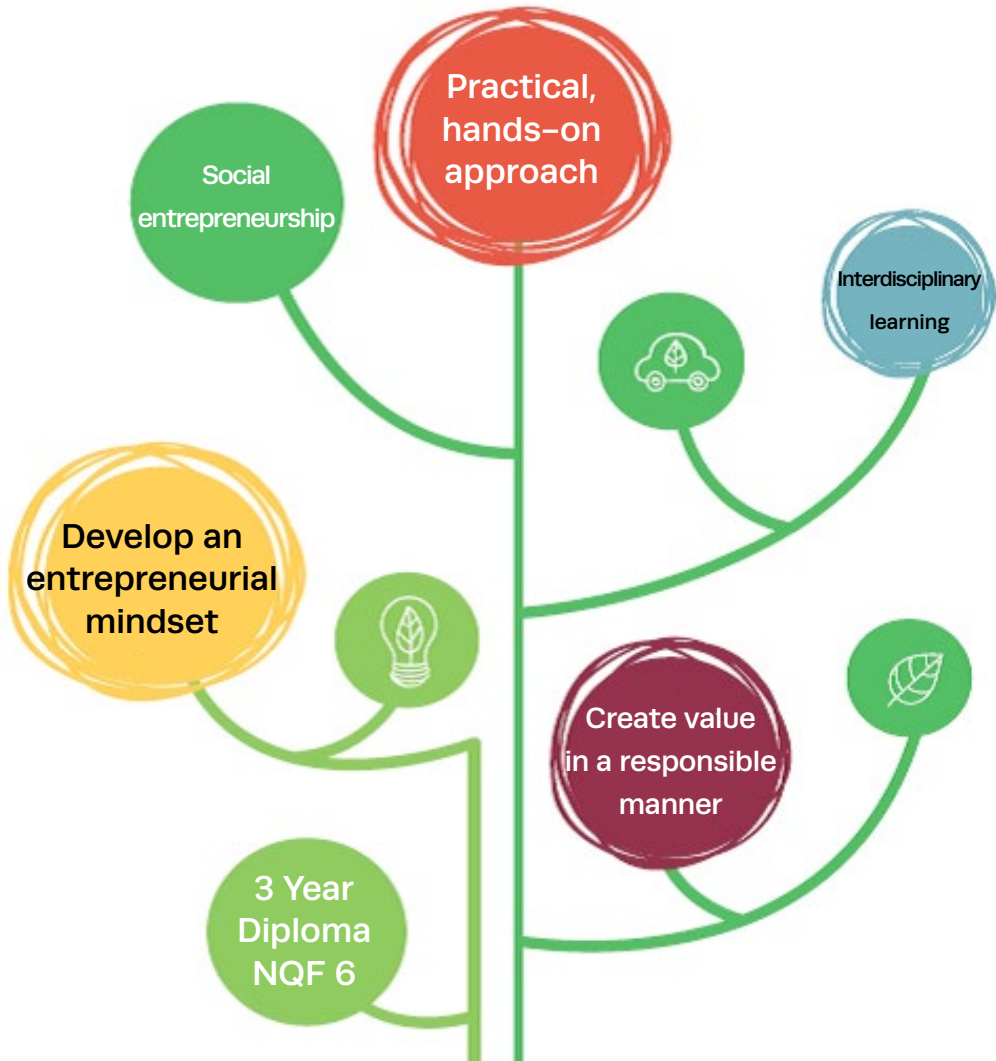 Practical,
hands-on
approach
Social
entrepreneurship
Interdisciplinary
learning
Develop an
entrepreneurial
mindset
Create value
in a responsible
manner
3 Year
Diploma
NQF 6